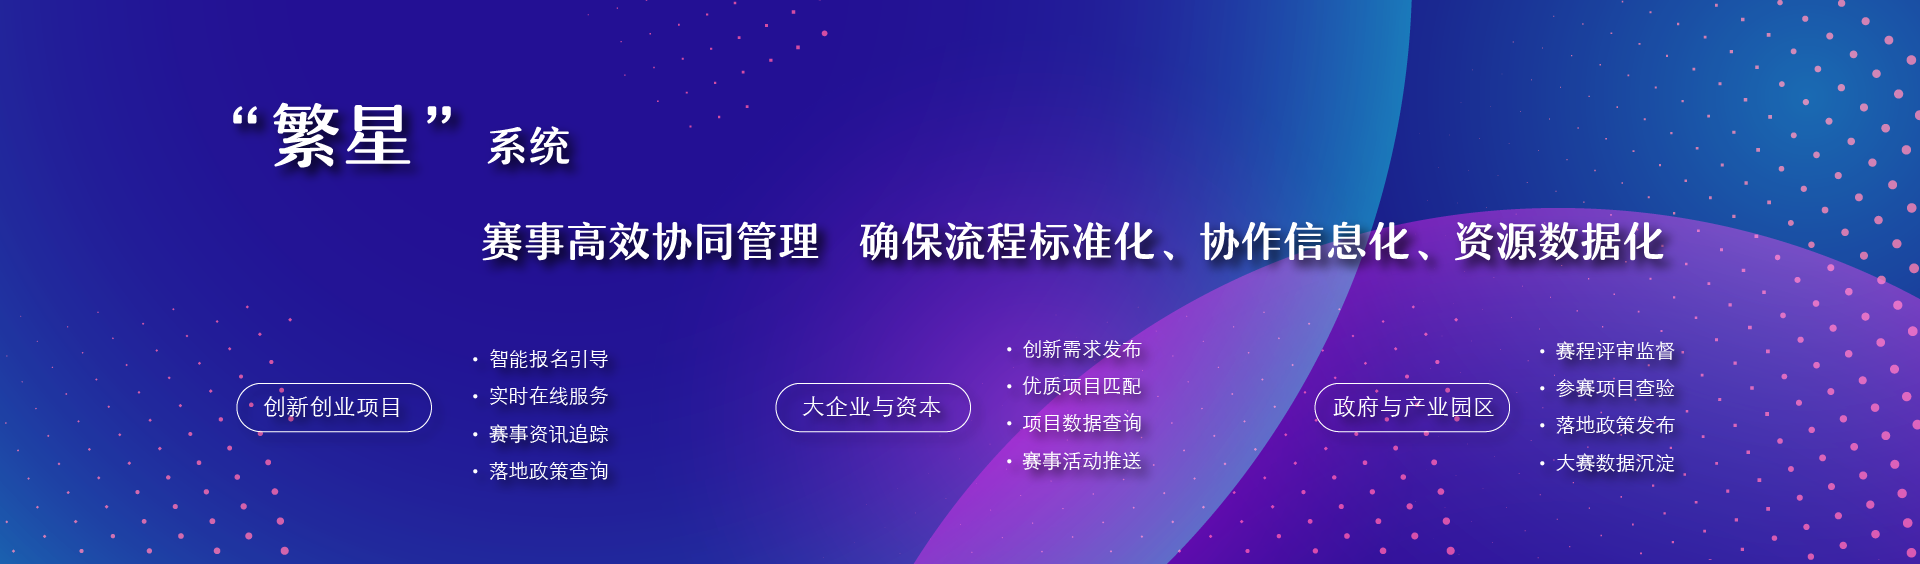 “繁星” 系统
赛事高效协同管理 确保流程标准化、协作信息化、资源数据化
创新创业项目
· 智能报名引导
· 实时在线服务
· 赛事资讯追踪
· 落地政策查询
大企业与资本
· 创新需求发布
· 优质项目匹配
· 项目数据查询
· 赛事活动推送
政府与产业园区
· 赛程评审监督
· 参赛项目查验
· 落地政策发布
· 大赛数据沉淀